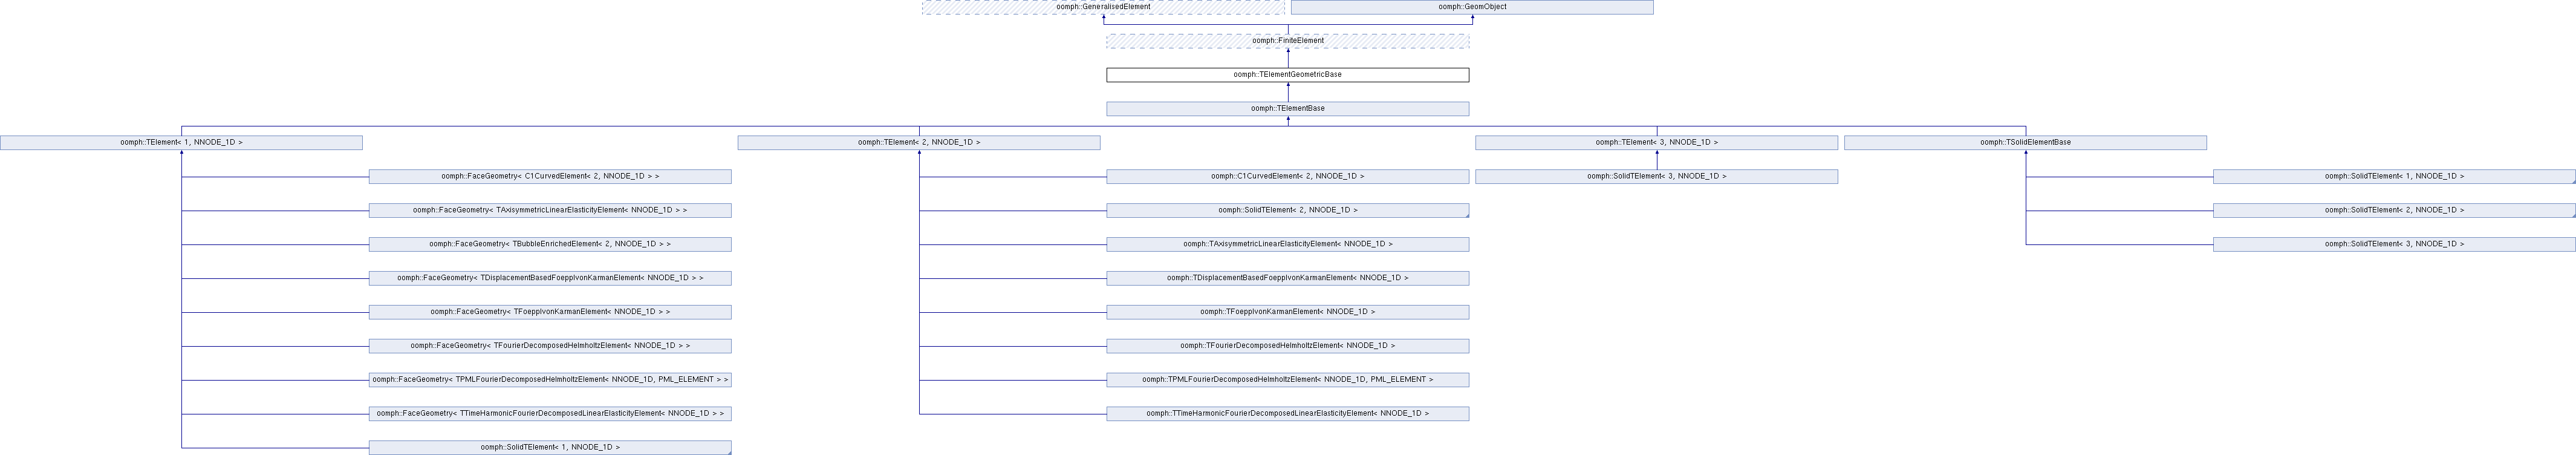 oomph::GeneralisedElement
oomph::GeomObject
oomph::FiniteElement
oomph::TElementGeometricBase
oomph::TElementBase
oomph::TElement< 1, NNODE_1D >
oomph::TElement< 2, NNODE_1D >
oomph::TElement< 3, NNODE_1D >
oomph::TSolidElementBase
oomph::FaceGeometry< C1CurvedElement< 2, NNODE_1D > >
oomph::C1CurvedElement< 2, NNODE_1D >
oomph::SolidTElement< 3, NNODE_1D >
oomph::SolidTElement< 1, NNODE_1D >
oomph::FaceGeometry< TAxisymmetricLinearElasticityElement< NNODE_1D > >
oomph::SolidTElement< 2, NNODE_1D >
oomph::SolidTElement< 2, NNODE_1D >
oomph::FaceGeometry< TBubbleEnrichedElement< 2, NNODE_1D > >
oomph::TAxisymmetricLinearElasticityElement< NNODE_1D >
oomph::SolidTElement< 3, NNODE_1D >
oomph::FaceGeometry< TDisplacementBasedFoepplvonKarmanElement< NNODE_1D > >
oomph::TDisplacementBasedFoepplvonKarmanElement< NNODE_1D >
oomph::FaceGeometry< TFoepplvonKarmanElement< NNODE_1D > >
oomph::TFoepplvonKarmanElement< NNODE_1D >
oomph::FaceGeometry< TFourierDecomposedHelmholtzElement< NNODE_1D > >
oomph::TFourierDecomposedHelmholtzElement< NNODE_1D >
oomph::FaceGeometry< TPMLFourierDecomposedHelmholtzElement< NNODE_1D, PML_ELEMENT > >
oomph::TPMLFourierDecomposedHelmholtzElement< NNODE_1D, PML_ELEMENT >
oomph::FaceGeometry< TTimeHarmonicFourierDecomposedLinearElasticityElement< NNODE_1D > >
oomph::TTimeHarmonicFourierDecomposedLinearElasticityElement< NNODE_1D >
oomph::SolidTElement< 1, NNODE_1D >